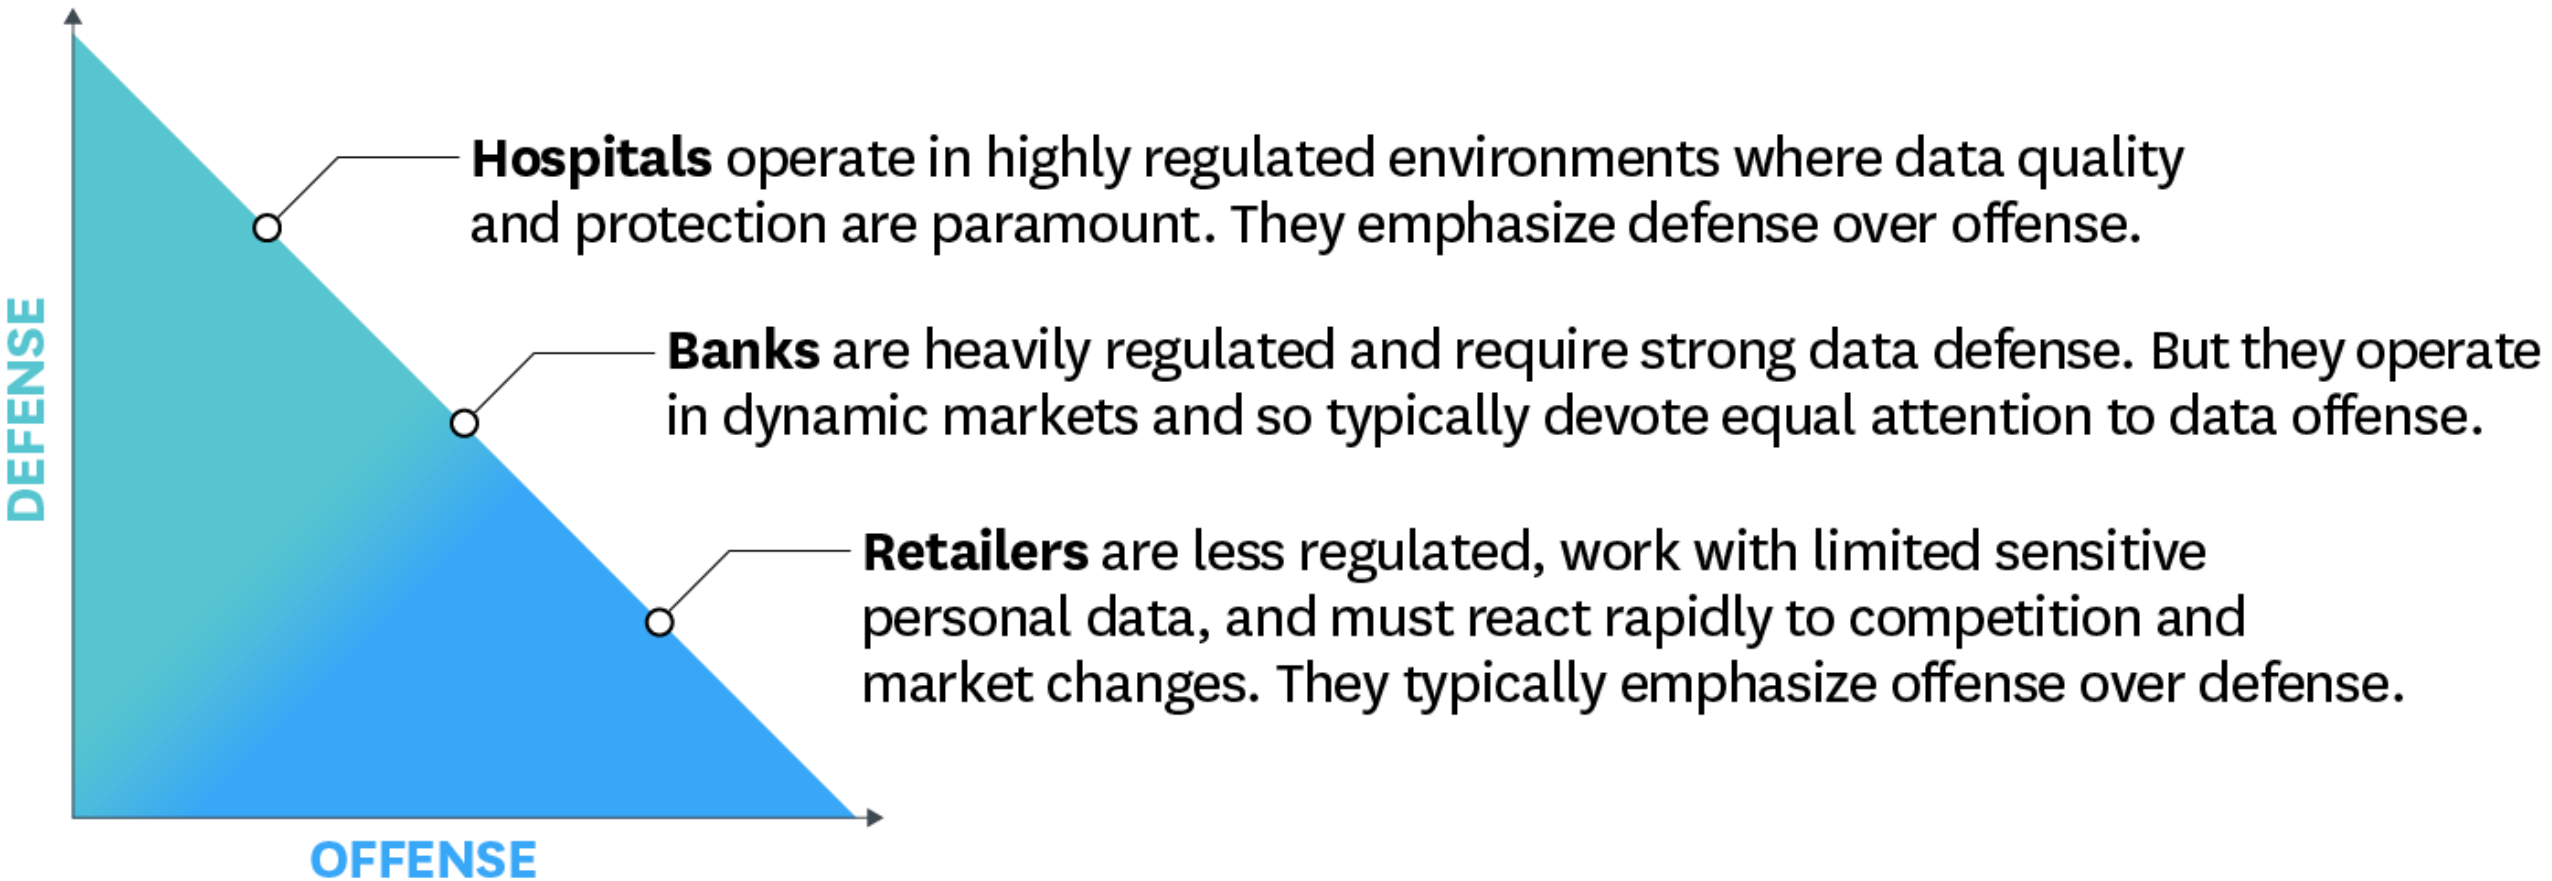 Hospitals operate in highly regulated environments where data quality
and protection are paramount. They emphasize defense over offense.
Banks are heavily regulated and require strong data defense. But they operate
in dynamic markets and so typically devote equal attention to data offense.
DEFENSE
Retailers are less regulated, work with limited sensitive
personal data, and must react rapidly to competition and
market changes. They typically emphasize offense over defense.
OFFENSE